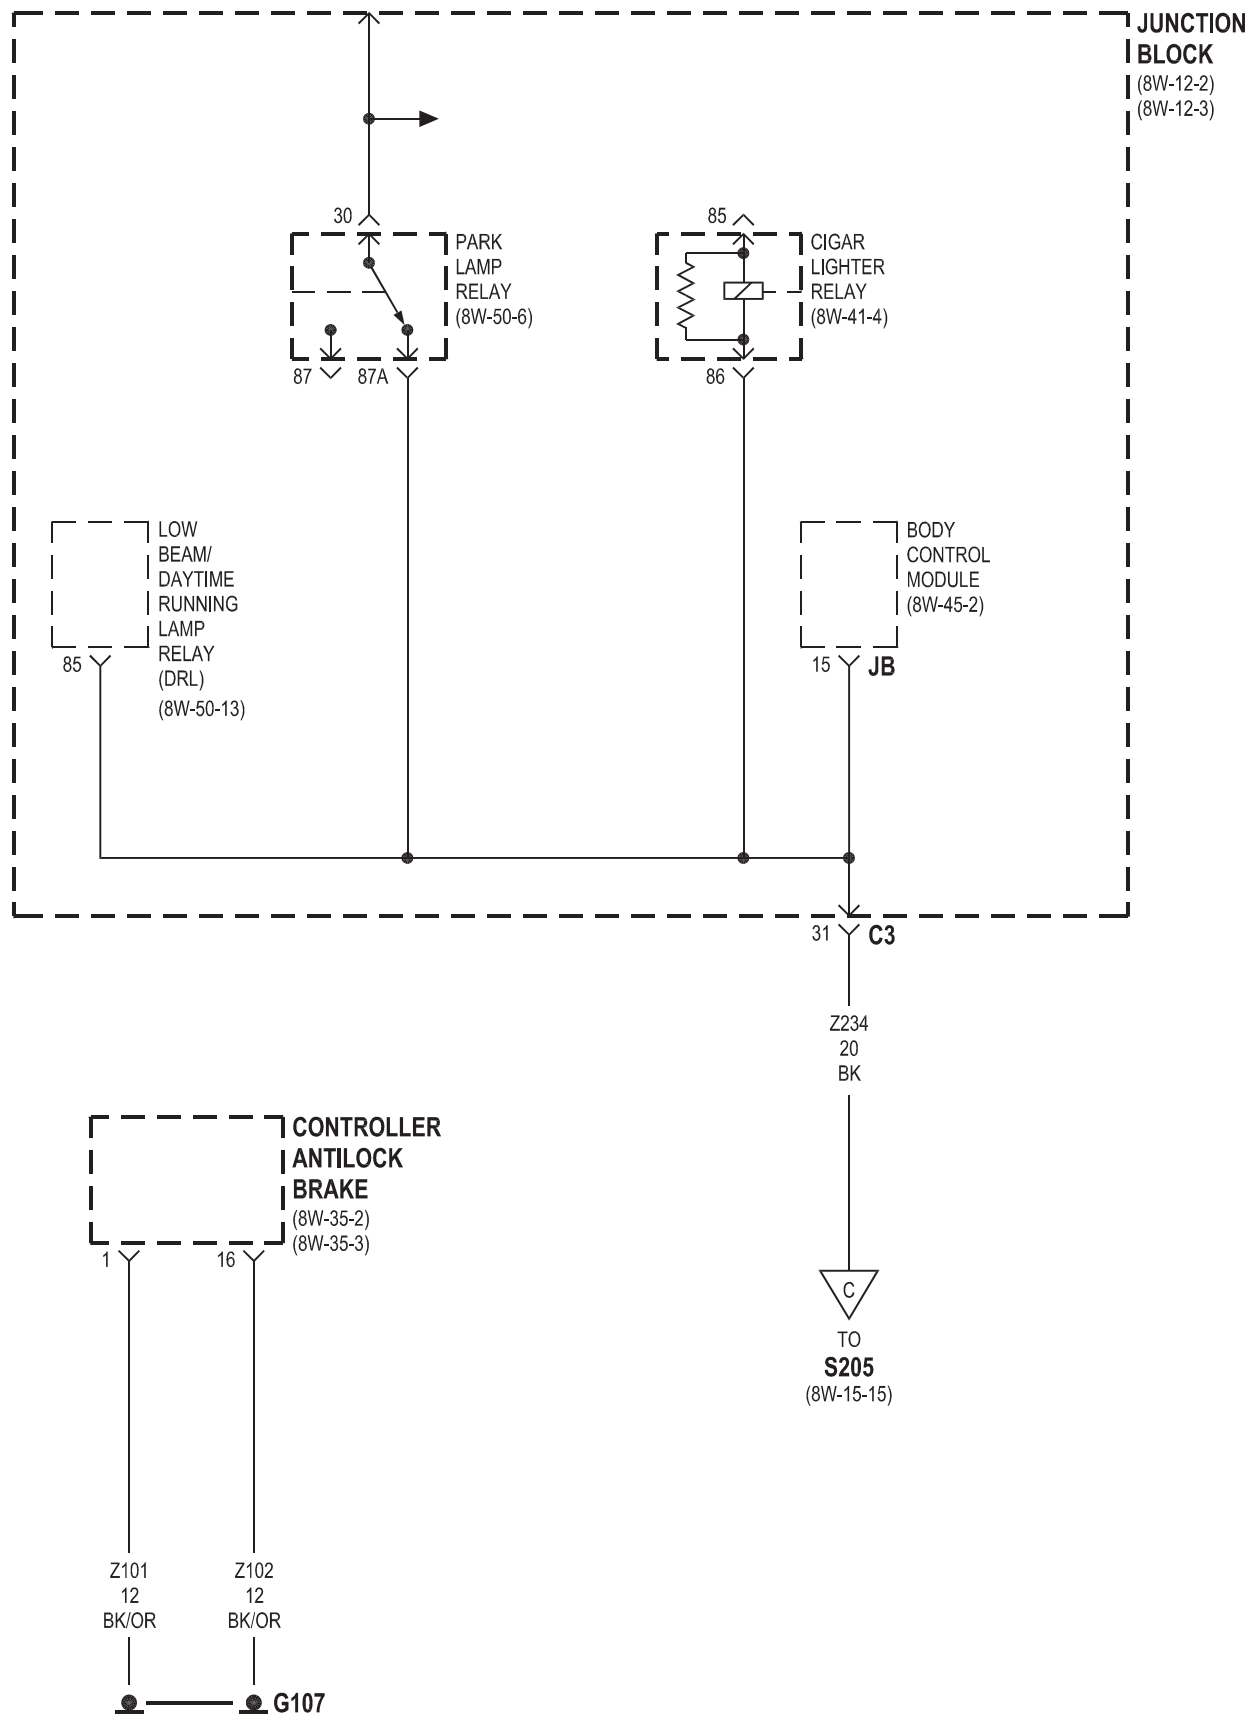 JUNCTION
BLOCK
(8W-12-2)
(8W-12-3)
30
PARK
LAMP
RELAY
(8W-50-6)
87
87A
85
CIGAR
LIGHTER
RELAY
(8W-41-4)
86
LOW
BEAM/
DAYTIME
RUNNING
LAMP
RELAY
(DRL)
(8W-50-13)
85
BODY
CONTROL
MODULE
(8W-45-2)
15
JB
31
C3
Z234
20
BK
C
TO
S205
(8W-15-15)
CONTROLLER
ANTILOCK
BRAKE
(8W-35-2)
(8W-35-3)
1
16
Z101
12
BK/OR
Z102
12
BK/OR
G107